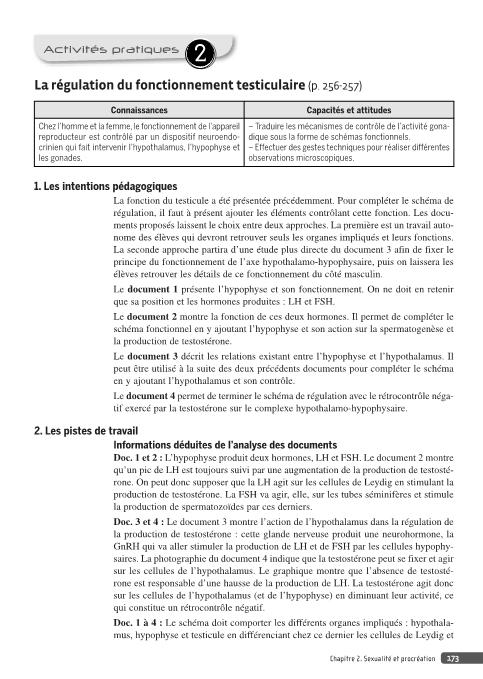 Activités pratiques 2
La régulation du fonctionnement testiculaire (p. 256-257)
Connaissances
Capacités et attitudes
Chez l'homme et la femme, le fonctionnement de l'appareil
reproducteur est contrôlé par un dispositif neuroendo-
crinien qui fait intervenir l'hypothalamus, l'hypophyse et
les gonades.
– Traduire les mécanismes de contrôle de l'activité gona-
dique sous la forme de schémas fonctionnels.
– Effectuer des gestes techniques pour réaliser différentes
observations microscopiques.
1. Les intentions pédagogiques
La fonction du testicule a été présentée précédemment. Pour compléter le schéma de
régulation, il faut à présent ajouter les éléments contrôlant cette fonction. Les docu-
ments proposés laissent le choix entre deux approches. La première est un travail auto-
nome des élèves qui devront retrouver seuls les organes impliqués et leurs fonctions.
La seconde approche partira d'une étude plus directe du document 3 afin de fixer le
principe du fonctionnement de l'axe hypothalamo-hypophysaire, puis on laissera les
élèves retrouver les détails de ce fonctionnement du côté masculin.
Le document 1 présente l'hypophyse et son fonctionnement. On ne doit en retenir
que sa position et les hormones produites : LH et FSH.
Le document 2 montre la fonction de ces deux hormones. Il permet de compléter le
schéma fonctionnel en y ajoutant l'hypophyse et son action sur la spermatogenèse et
la production de testostérone.
Le document 3 décrit les relations existant entre l'hypophyse et l'hypothalamus. Il
peut être utilisé à la suite des deux précédents documents pour compléter le schéma
en y ajoutant l'hypothalamus et son contrôle.
Le document 4 permet de terminer le schéma de régulation avec le rétrocontrôle néga-
tif exercé par la testostérone sur le complexe hypothalamo-hypophysaire.
2. Les pistes de travail
Informations déduites de l'analyse des documents
Doc. 1 et 2 : L'hypophyse produit deux hormones, LH et FSH. Le document 2 montre
qu'un pic de LH est toujours suivi par une augmentation de la production de testosté-
rone. On peut donc supposer que la LH agit sur les cellules de Leydig en stimulant la
production de testostérone. La FSH va agir, elle, sur les tubes séminifères et stimule
la production de spermatozoïdes par ces derniers.
Doc. 3 et 4 : Le document 3 montre l'action de l'hypothalamus dans la régulation de
la production de testostérone : cette glande nerveuse produit une neurohormone, la
GnRH qui va aller stimuler la production de LH et de FSH par les cellules hypophy-
saires. La photographie du document 4 indique que la testostérone peut se fixer et agir
sur les cellules de l'hypothalamus. Le graphique montre que l'absence de testosté-
rone est responsable d'une hausse de la production de LH. La testostérone agit donc
sur les cellules de l'hypothalamus (et de l'hypophyse) en diminuant leur activité, ce
qui constitue un rétrocontrôle négatif.
Doc. 1 à 4 : Le schéma doit comporter les différents organes impliqués : hypothala-
mus, hypophyse et testicule en différenciant chez ce dernier les cellules de Leydig et
Chapitre 2. Sexualité et procréation 173